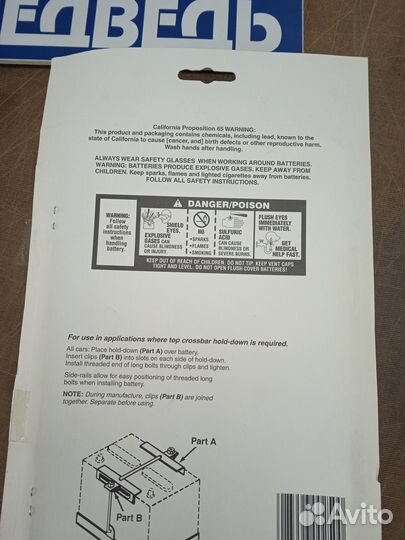 ЕДВЕДЬ
California Proposition 65 WARNING:
This product and packaging contains chemicals, including lead, known to the
state of California to cause [cancer, and] birth defects or other reproductive harm.
Wash hands after handling.
ALWAYS WEAR SAFETY GLASSES WHEN WORKING AROUND BATTERIES.
WARNING: BATTERIES PRODUCE EXPLOSIVE GASES, KEEP AWAY FROM
CHILDREN. Keep sparks, flames and lighted cigarettes away from batteries.
FOLLOW ALL SAFETY INSTRUCTIONS.
DANGER/POISON
WARNING:
Follow
all safety
instructions
when
handling
battery.
SHIELD
EYES.
EXPLOSIVE
GASES CAN
CAUSE BLINDNESS
OR INJURY.
NO
•SPARKS
•FLAMES
•SMOKING
SULFURIC
ACID
CAN CAUSE
BLINDNESS OR
SEVERE BURNS.
FLUSH EYES
IMMEDIATELY
WITH WATER.
GET
MEDICAL
HELP FAST.
KEEP OUT OF REACH OF CHILDREN. DO NOT TIP. KEEP VENT CAPS
TIGHT AND LEVEL. DO NOT OPEN FLUSH COVER BATTERIES!
For use in applications where top crossbar hold-down is required.
All cars: Place hold-down (Part A) over battery.
Insert clips (Part B) into slots on each side of hold-down.
Install threaded end of long bolts through clips and tighten.
Side-rails allow for easy positioning of threaded long
bolts when installing battery.
NOTE: During manufacture, clips (Part B) are joined
together. Separate before using.
Part A
Part B
Avito